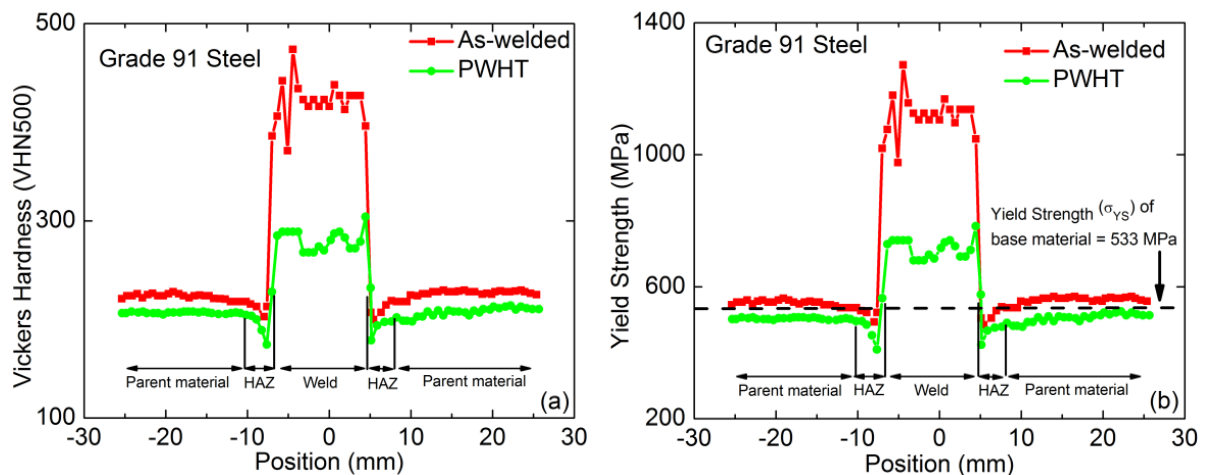 500
300
100
Vickers Hardness (VHN500)
Grade 91 Steel
As-welded
PWHT
Parent material
HAZ
Weld
HAZ
Parent material
(a)
-30 -20 -10 0 10 20 30
Position (mm)
1400
1000
600
200
Yield Strength (MPa)
Grade 91 Steel
As-welded
PWHT
Yield Strength (σYS) of
base material = 533 MPa
Parent material
HAZ
Weld
HAZ
Parent material
(b)
-30 -20 -10 0 10 20 30
Position (mm)